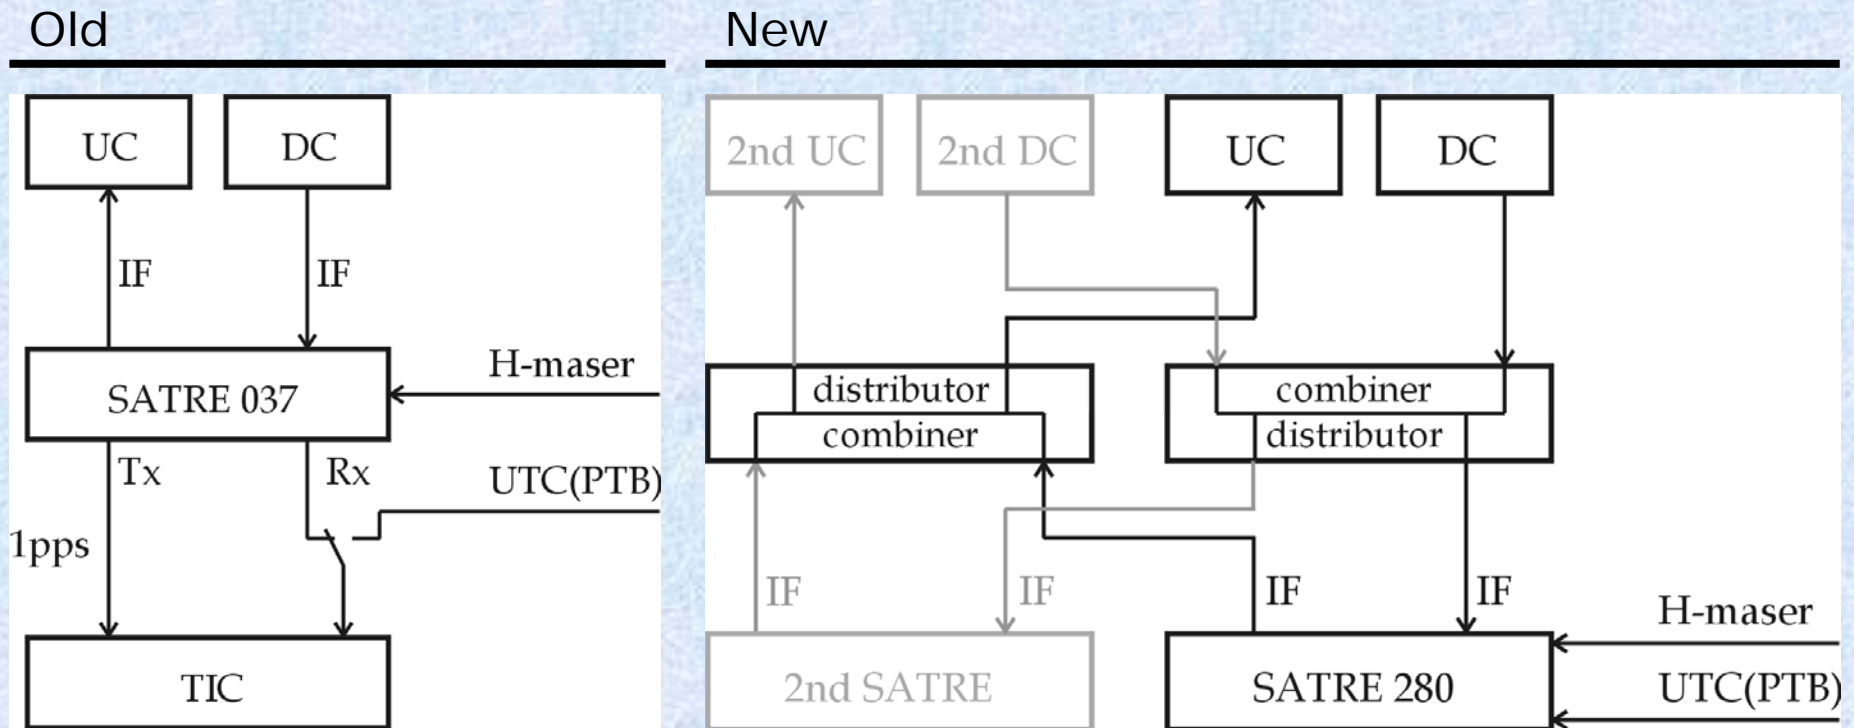 Old
UC
DC
IF
IF
SATRE 037
H-maser
Tx
Rx
UTC(PTB)
1pps
TIC
New
2nd UC
2nd DC
UC
DC
distributor
combiner
combiner
distributor
IF
IF
IF
IF
H-maser
2nd SATRE
SATRE 280
UTC(PTB)